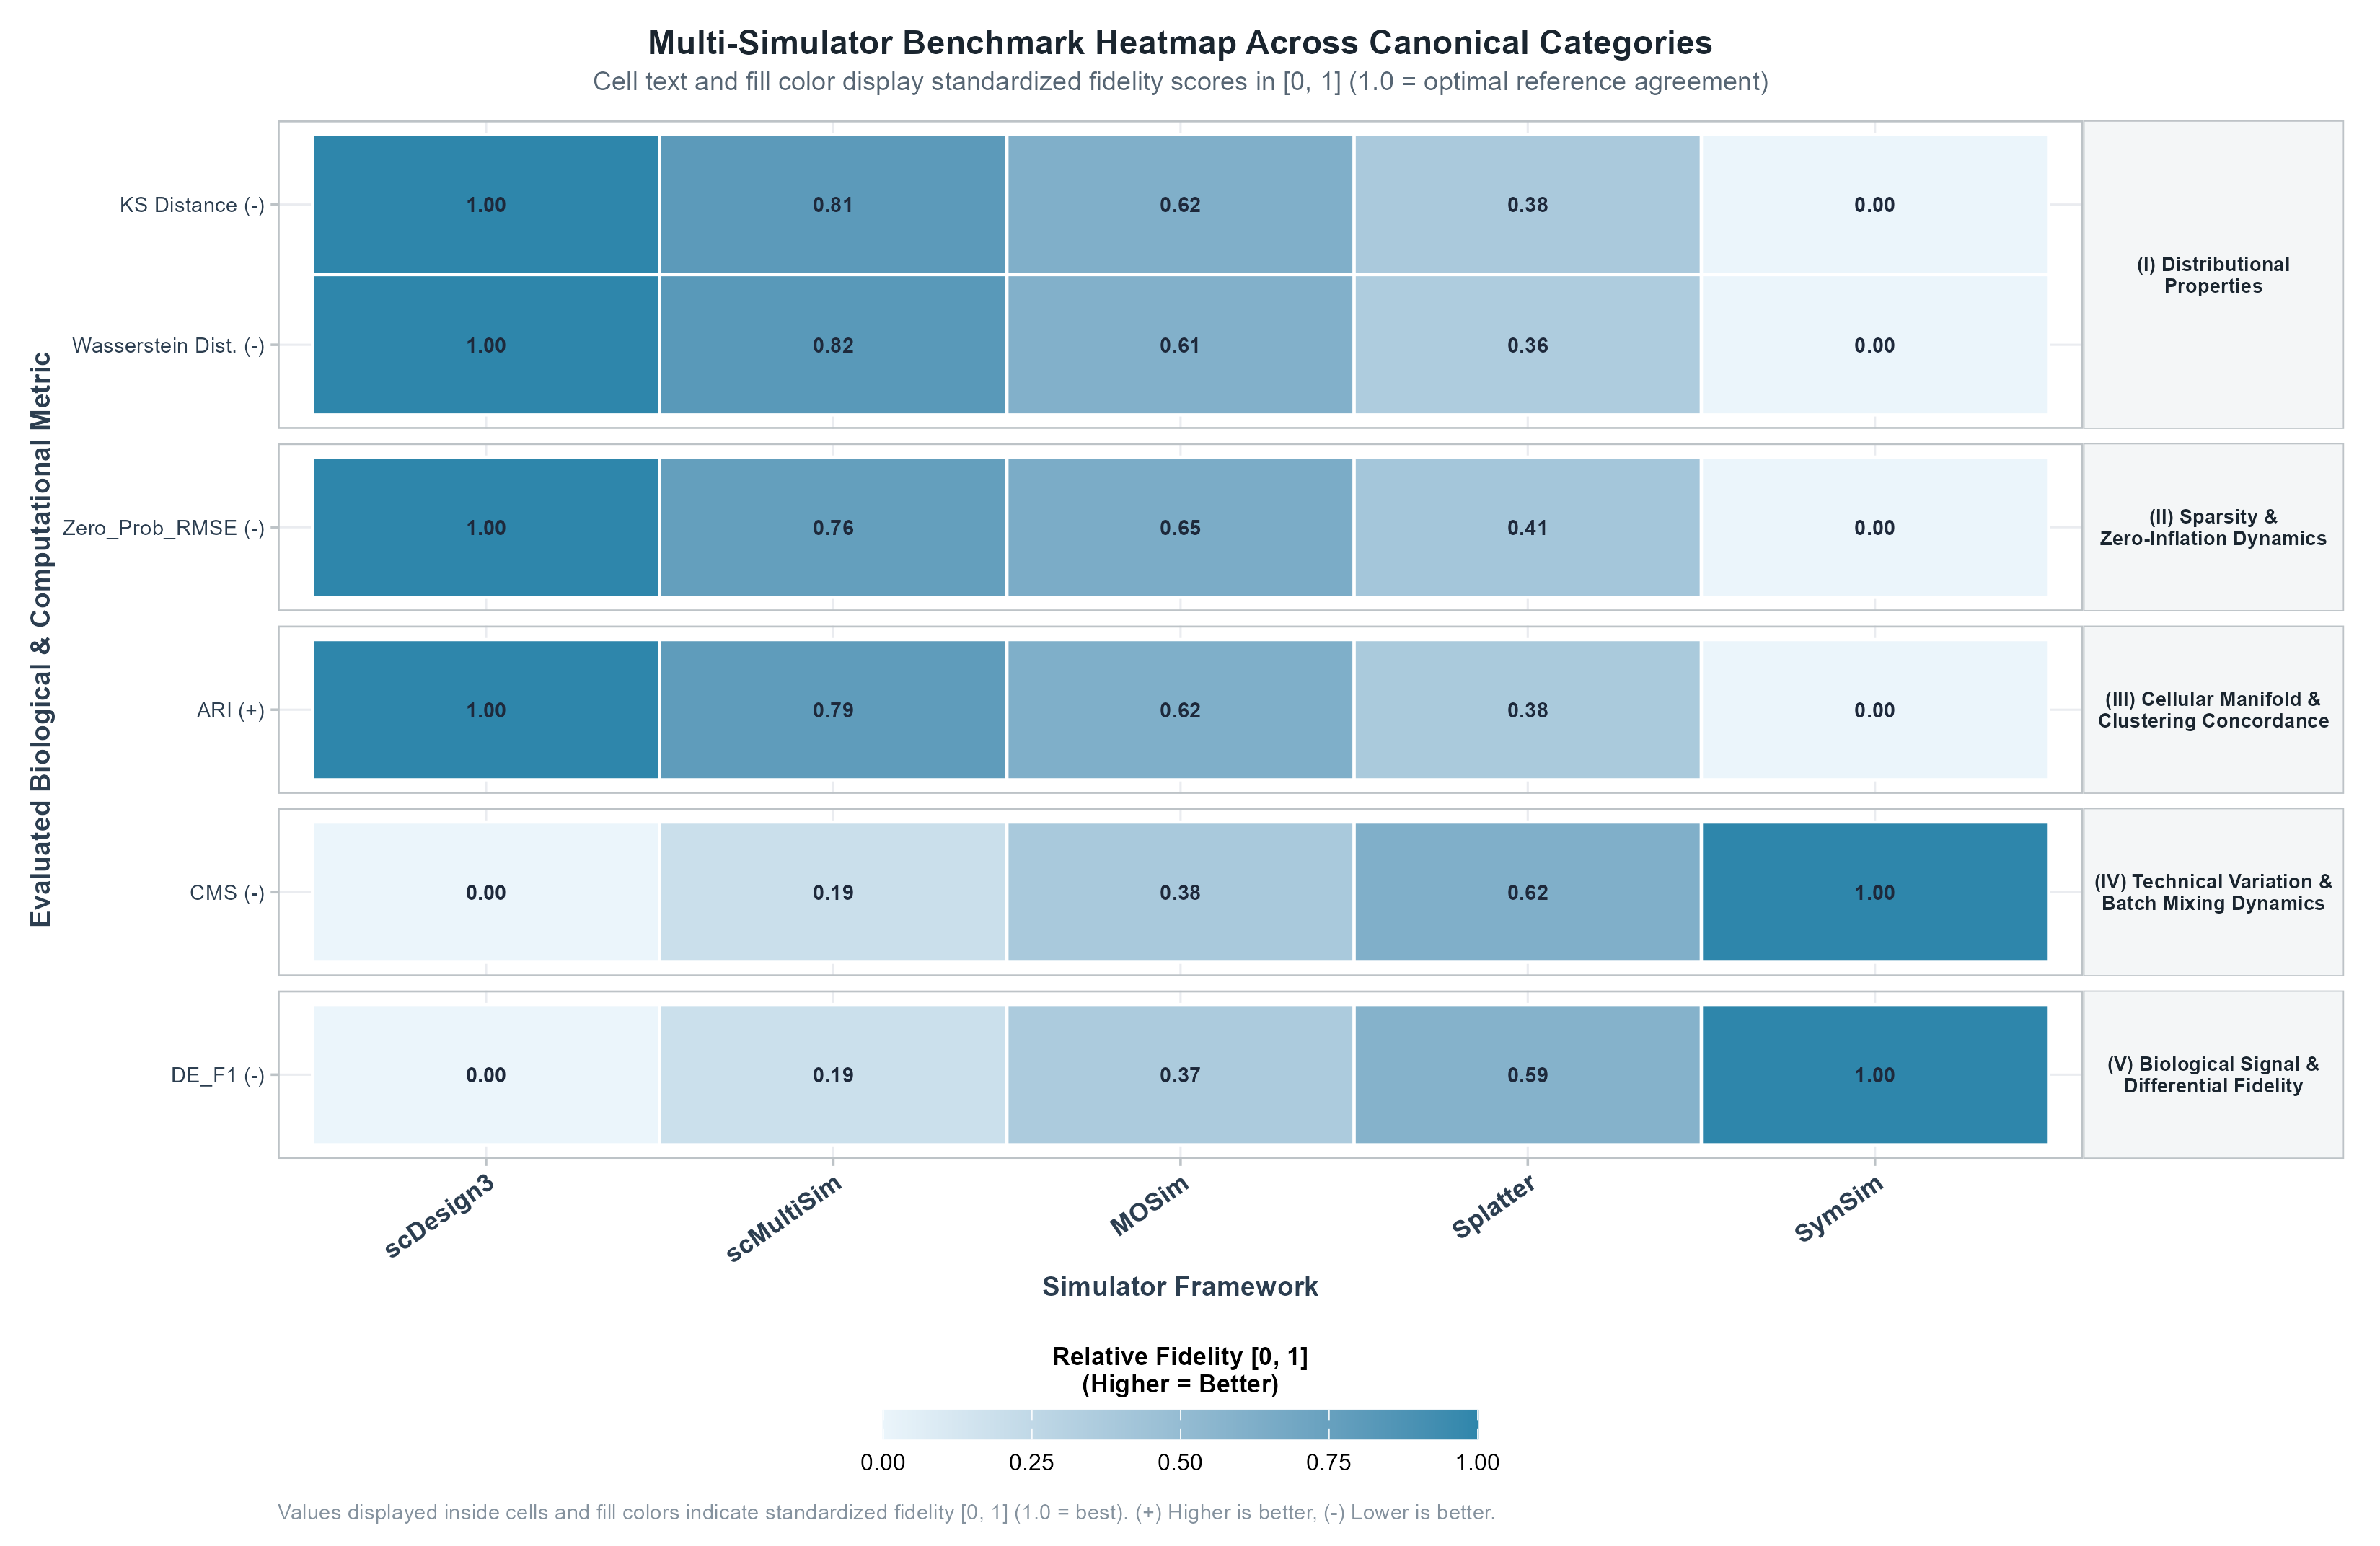 Multi-Simulator Benchmark Heatmap Across Canonical Categories
Cell text and fill color display standardized fidelity scores in [0, 1] (1.0 = optimal reference agreement)
Evaluated Biological & Computational Metric
KS Distance (-)
1.00
0.81
0.62
0.38
0.00
Wasserstein Dist. (-)
1.00
0.82
0.61
0.36
0.00
(I) Distributional
Properties
Zero_Prob_RMSE (-)
1.00
0.76
0.65
0.41
0.00
(II) Sparsity &
Zero-Inflation Dynamics
ARI (+)
1.00
0.79
0.62
0.38
0.00
(III) Cellular Manifold &
Clustering Concordance
CMS (-)
0.00
0.19
0.38
0.62
1.00
(IV) Technical Variation &
Batch Mixing Dynamics
DE_F1 (-)
0.00
0.19
0.37
0.59
1.00
(V) Biological Signal &
Differential Fidelity
scDesign3
scMultiSim
MOSim
Splatter
SymSim
Simulator Framework
Relative Fidelity [0, 1]
(Higher = Better)
0.00
0.25
0.50
0.75
1.00
Values displayed inside cells and fill colors indicate standardized fidelity [0, 1] (1.0 = best). (+) Higher is better, (-) Lower is better.